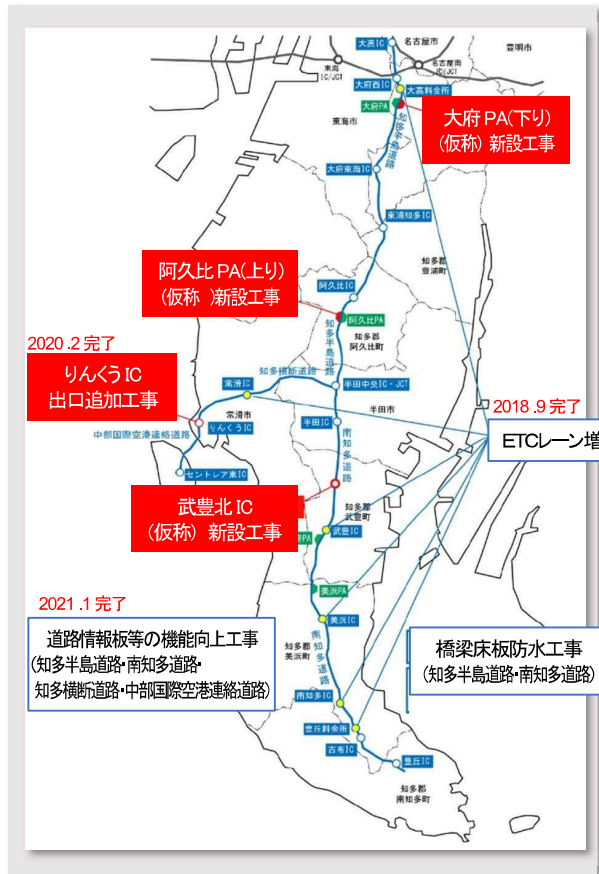 大高IC
名古屋市
豊明市
東海
IC/JCT
名古屋南
IC/JCT
大府西IC
大高料金所
大府PA
大府 PA(下り)
(仮称) 新設工事
東海市
知多半島道路
大府東海IC
東浦知多IC
知多郡
東浦町
阿久比 PA(上り)
(仮称 )新設工事
阿久比IC
阿久比PA
知多郡
阿久比町
知多半島道路
2020 .2 完了
りんくう IC
出口追加工事
知多横断道路
常滑IC
半田中央IC・JCT
2018 .9 完了
常滑市
りんくうIC
半田IC
半田市
ETCレーン増
中部国際空港連絡道路
セントレア東IC
南知多道路
武豊北 IC
(仮称) 新設工事
知多郡
武豊町
PA
武豊IC
美浜PA
2021 .1 完了
美浜IC
道路情報板等の機能向上工事
(知多半島道路・南知多道路・
知多横断道路・中部国際空港連絡道路)
知多郡
美浜町
南知多道路
橋梁床板防水工事
(知多半島道路・南知多道路)
南知多IC
豊丘料金所
古布IC
豊丘IC
知多郡
南知多町